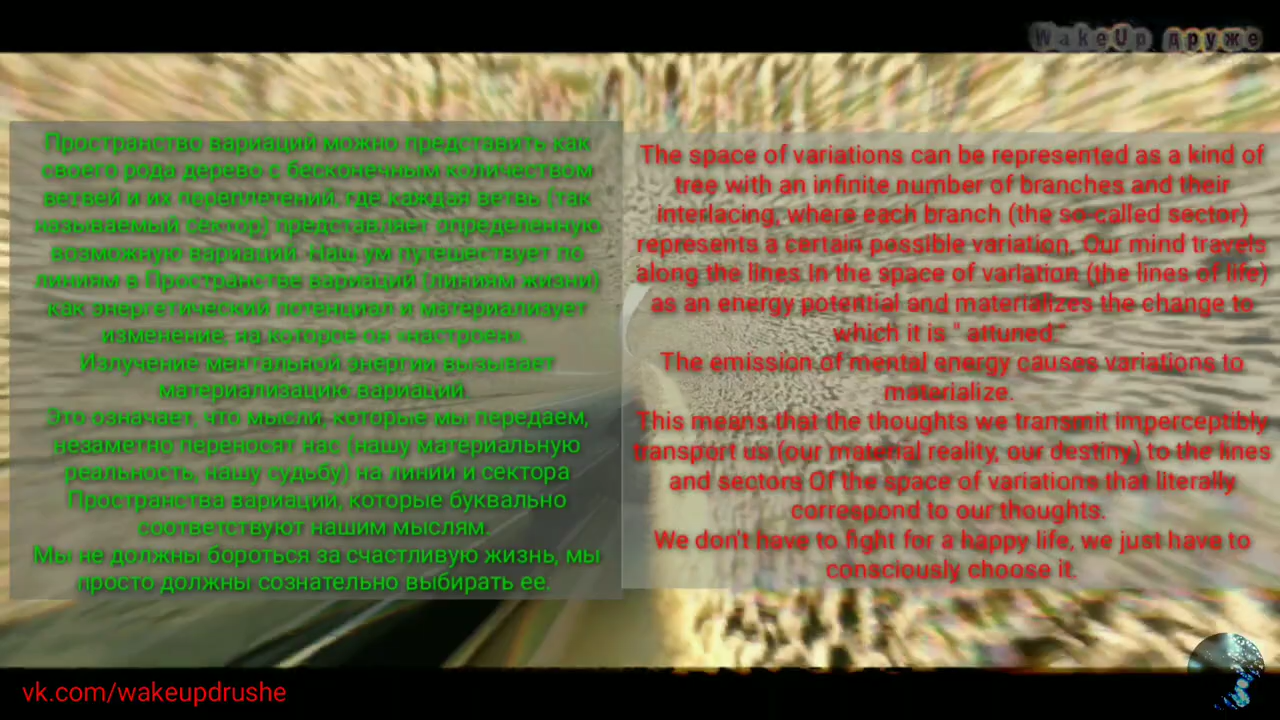 WakeUp друже
Пространство вариаций можно представить как
своего рода дерево с бесконечным количеством
ветвей и их переплетений, где каждая ветвь (так
называемый сектор) представляет определенную
возможную вариаций. Наш ум путешествует по
линиям в Пространстве вариаций (линиям жизни)
как энергетический потенциал и материализует
изменение, на которое он «настроен».
Излучение ментальной энергии вызывает
материализацию вариации.
Это означает, что мысли, которые мы передаем,
незаметно переносят нас (нашу материальную
реальность, нашу судьбу) на линии и сектора
Пространства вариации, которые буквально
соответствуют нашим мыслям.
Мы не должны бороться за счастливую жизнь, мы
просто должны сознательно выбирать ее.
The space of variations can be represented as a kind of
tree with an infinite number of branches and their
interlacing, where each branch (the so-called sector)
represents a certain possible variation. Our mind travels
along the lines In the space of variation (the lines of life)
as an energy potential and materializes the change to
which it is " attuned."
The emission of mental energy causes variations to
materialize.
This means that the thoughts we transmit imperceptibly
transport us (our material reality, our destiny) to the lines
and sectors Of the space of variations that literally
correspond to our thoughts.
We don't have to fight for a happy life, we just have to
consciously choose it.
vk.com/wakeupdrushe